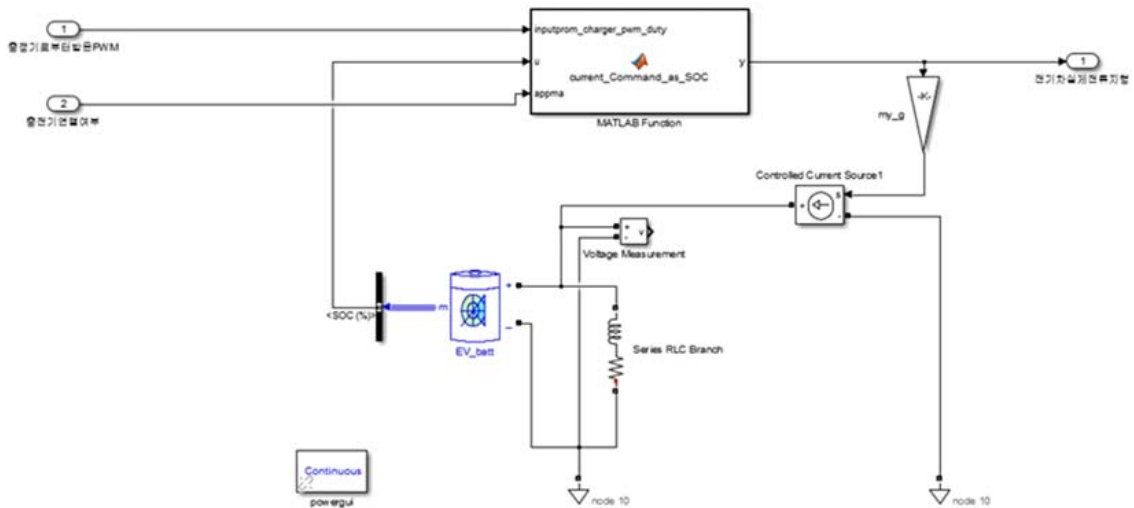 1
충전기로부터받은PWM
2
충전기연결여부
inputprom_charger_pwm_duty
u
appma
current_Command_as_SOC
y
MATLAB Function
1
전기차실제전류지령
-K-
my_g
Controlled Current Source1
s
+
-
+
-
v
Voltage Measurement
<SOC (%)>
m
+
_
EV_batt
Series RLC Branch
Continuous
powergui
node 10
node 10